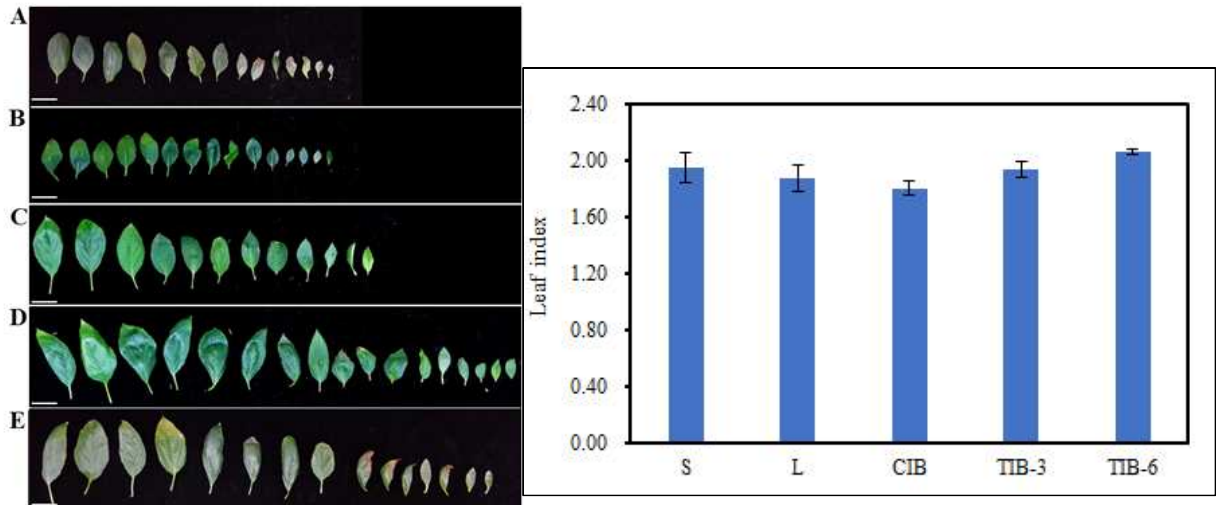 A
B
C
D
E
2.40
2.00
1.60
1.20
0.80
0.40
0.00
Leaf index
S
L
CIB
TIB-3
TIB-6